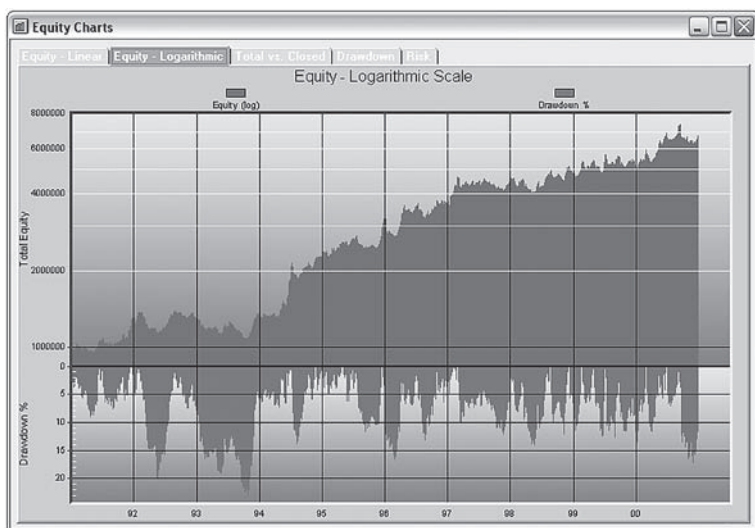 Equity Charts
Equity - Linear Equity - Logarithmic Total vs. Closed Drawdown Risk
Equity - Logarithmic Scale
Equity (log) Drawdown %
8000000
6000000
4000000
Total Equity
2000000
1000000
0
5
10
Drawdown %
15
20
92 93 94 95 96 97 98 99 00